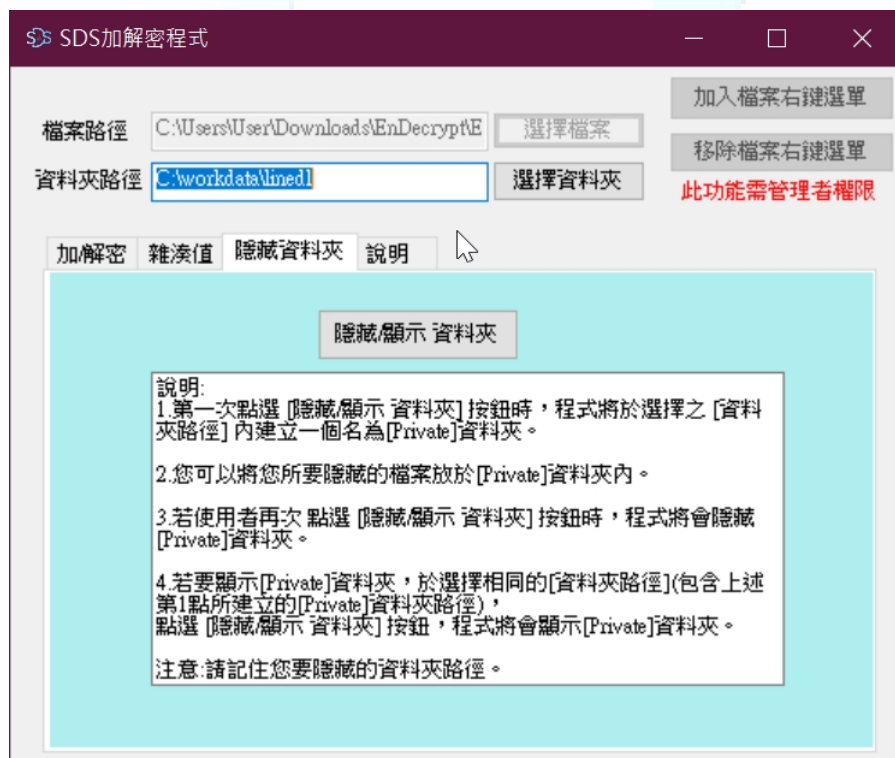 SDS加解密程式
加入檔案右鍵選單
檔案路徑 C:\Users\User\Downloads\EnDecrypt\E 選擇檔案
移除檔案右鍵選單
資料夾路徑 C:\workdata\lined1 選擇資料夾
此功能需管理者權限
加/解密 雜湊值 隱藏資料夾 說明
隱藏/顯示 資料夾
說明:
1.第一次點選 [隱藏/顯示 資料夾] 按鈕時，程式將於選擇之 [資料
夾路徑] 內建立一個名為[Private]資料夾。
2.您可以將您所要隱藏的檔案放於[Private]資料夾內。
3.若使用者再次 點選 [隱藏/顯示 資料夾] 按鈕時，程式將會隱藏
[Private]資料夾。
4.若要顯示[Private]資料夾，於選擇相同的[資料夾路徑](包含上述
第1點所建立的[Private]資料夾路徑)，
點選 [隱藏/顯示 資料夾] 按鈕，程式將會顯示[Private]資料夾。
注意:請記住您要隱藏的資料夾路徑。